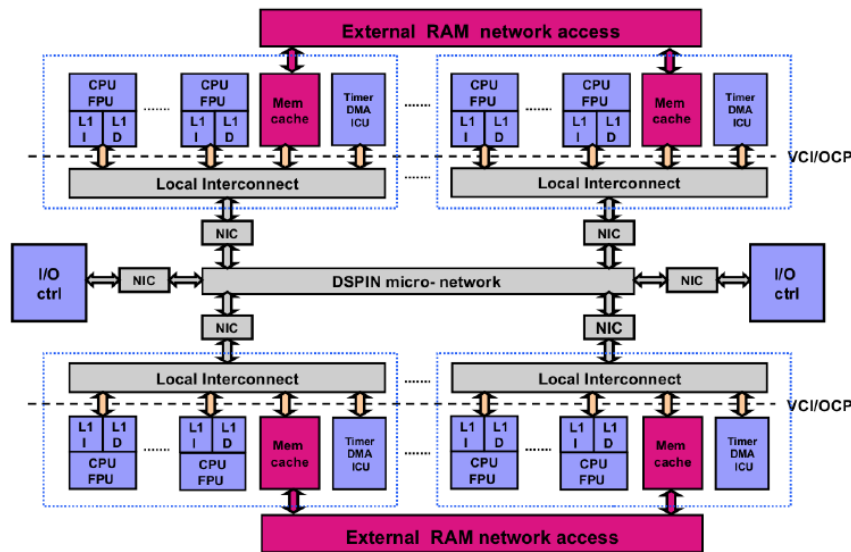 External RAM network access
CPU
FPU
L1
I
L1
D
........
CPU
FPU
L1
I
L1
D
Mem
cache
Timer
DMA
ICU
........
CPU
FPU
L1
I
L1
D
........
CPU
FPU
L1
I
L1
D
Mem
cache
Timer
DMA
ICU
VCI/OCP
Local Interconnect
........
Local Interconnect
NIC
NIC
I/O
ctrl
NIC
DSPIN micro- network
NIC
I/O
ctrl
NIC
NIC
Local Interconnect
........
Local Interconnect
VCI/OCP
L1
I
L1
D
CPU
FPU
........
L1
I
L1
D
CPU
FPU
Mem
cache
Timer
DMA
ICU
........
L1
I
L1
D
CPU
FPU
........
L1
I
L1
D
CPU
FPU
Mem
cache
Timer
DMA
ICU
External RAM network access